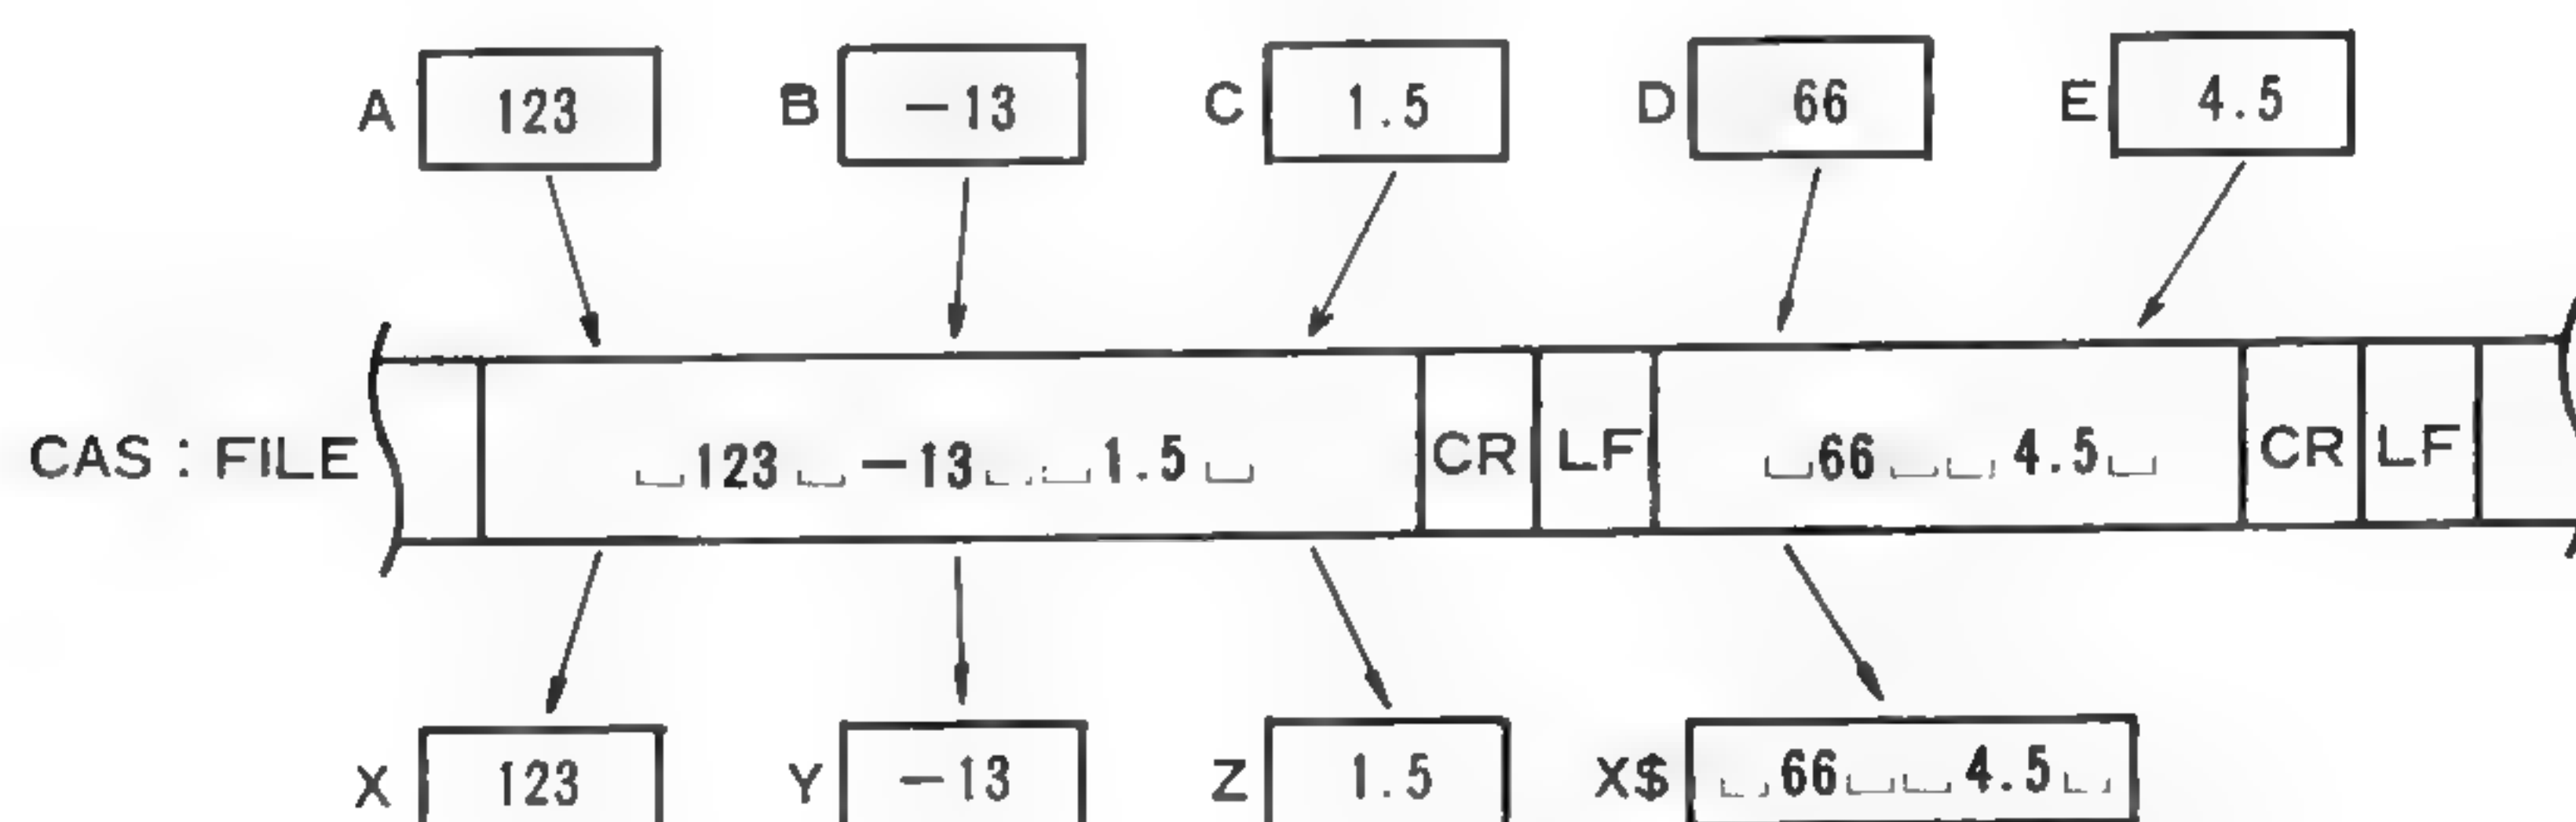 A 123 B −13 C 1.5 D 66 E 4.5
CAS : FILE ␣123␣−13␣␣1.5␣ CR LF ␣66␣␣4.5␣ CR LF
X 123 Y −13 Z 1.5 X$ ␣66␣␣4.5␣